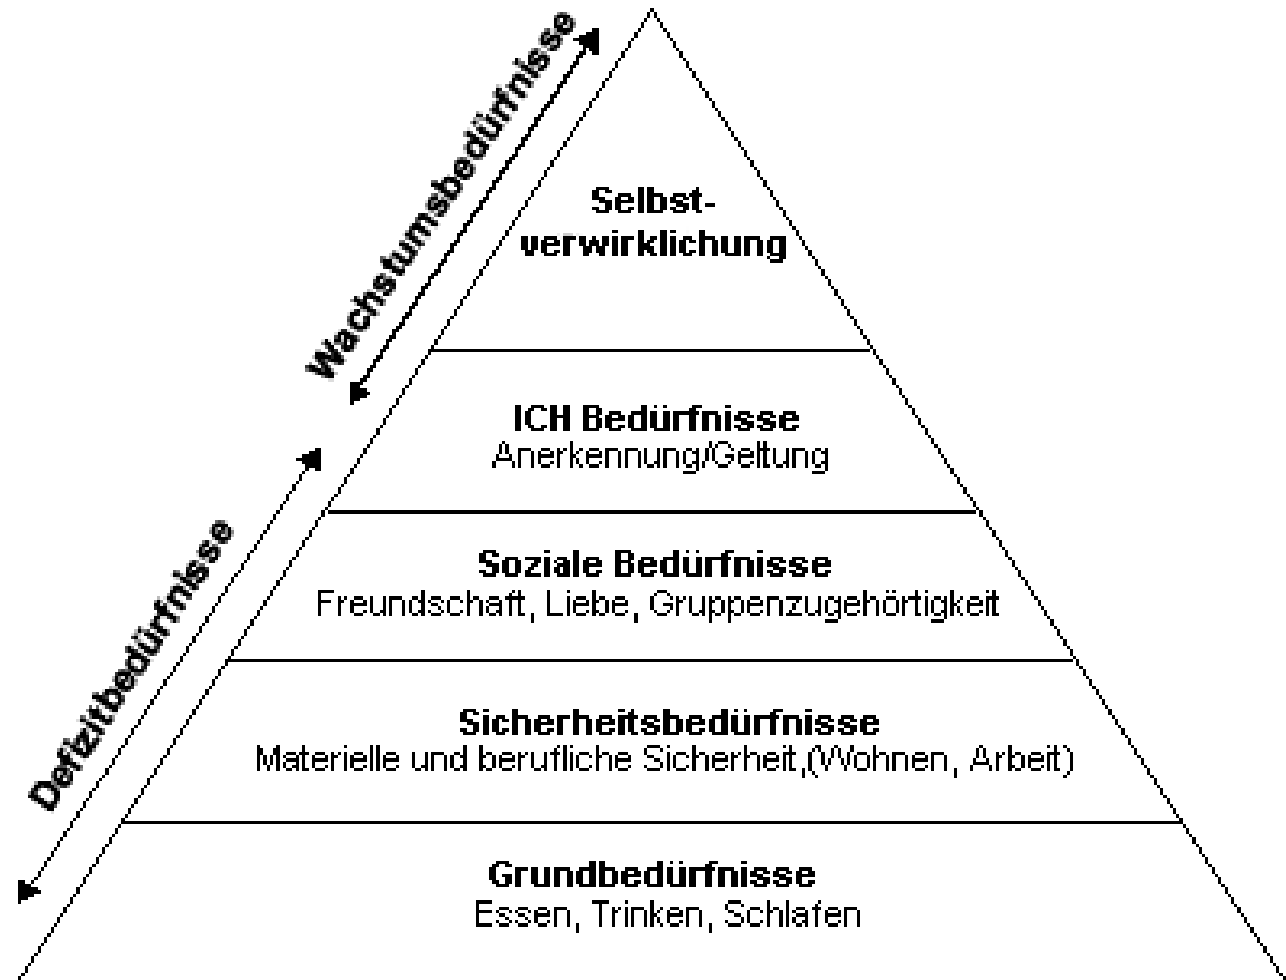 Wachstumsbedürfnisse
Selbst-
verwirklichung
ICH Bedürfnisse
Anerkennung/Geltung
Defizitbedürfnisse
Soziale Bedürfnisse
Freundschaft, Liebe, Gruppenzugehörtigkeit
Sicherheitsbedürfnisse
Materielle und berufliche Sicherheit,(Wohnen, Arbeit)
Grundbedürfnisse
Essen, Trinken, Schlafen